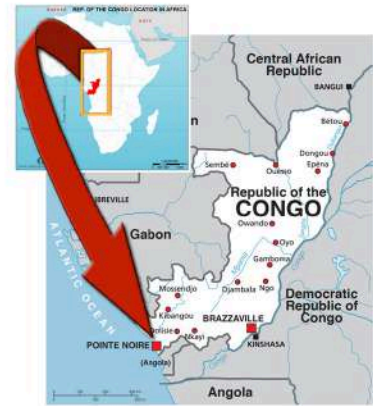 REP. OF THE CONGO LOCATION IN AFRICA
Central African
Republic
BANGUI
Bétou
Dongou
Epéna
Sembé
Ouesso
Republic of the
CONGO
Owando
Oyo
Gamboma
Gabon
ATLANTIC OCEAN
Mossendjo
Djambala
Ngo
Kibangou
Democratic
Republic of
Congo
BRAZZAVILLE
Dolisie
Nkayi
KINSHASA
POINTE NOIRE
(Angola)
Angola